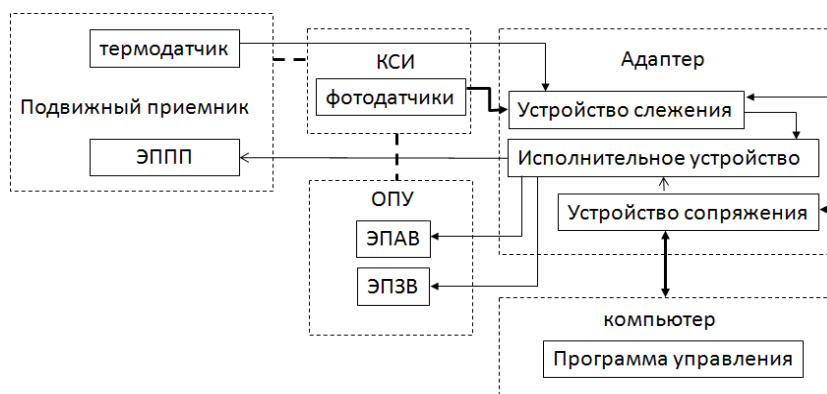 термодатчик
Подвижный приемник
ЭППП
КСИ
фотодатчики
ОПУ
ЭПАВ
ЭПЗВ
Адаптер
Устройство слежения
Исполнительное устройство
Устройство сопряжения
компьютер
Программа управления